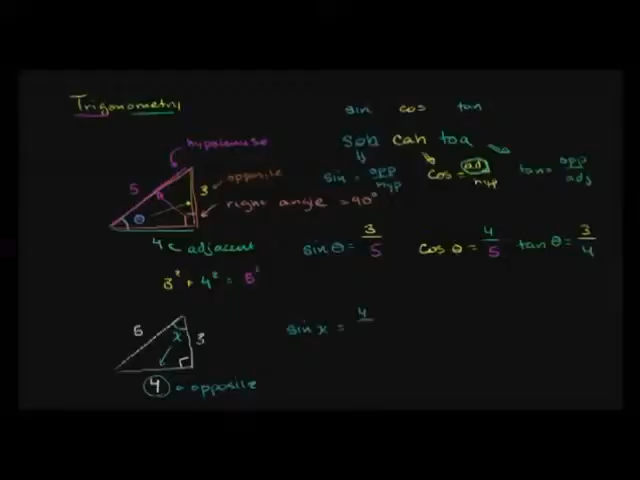 Trigonometry
sin cos tan
hypotenuse
soh cah toa
5 3 opposite
sin = opp/hyp cos = adj/hyp tan = opp/adj
θ right angle = 90°
4 adjacent
sin θ = 3/5 cos θ = 4/5 tan θ = 3/4
3² + 4² = 5²
5 x 3
sin x = 4
4 opposite